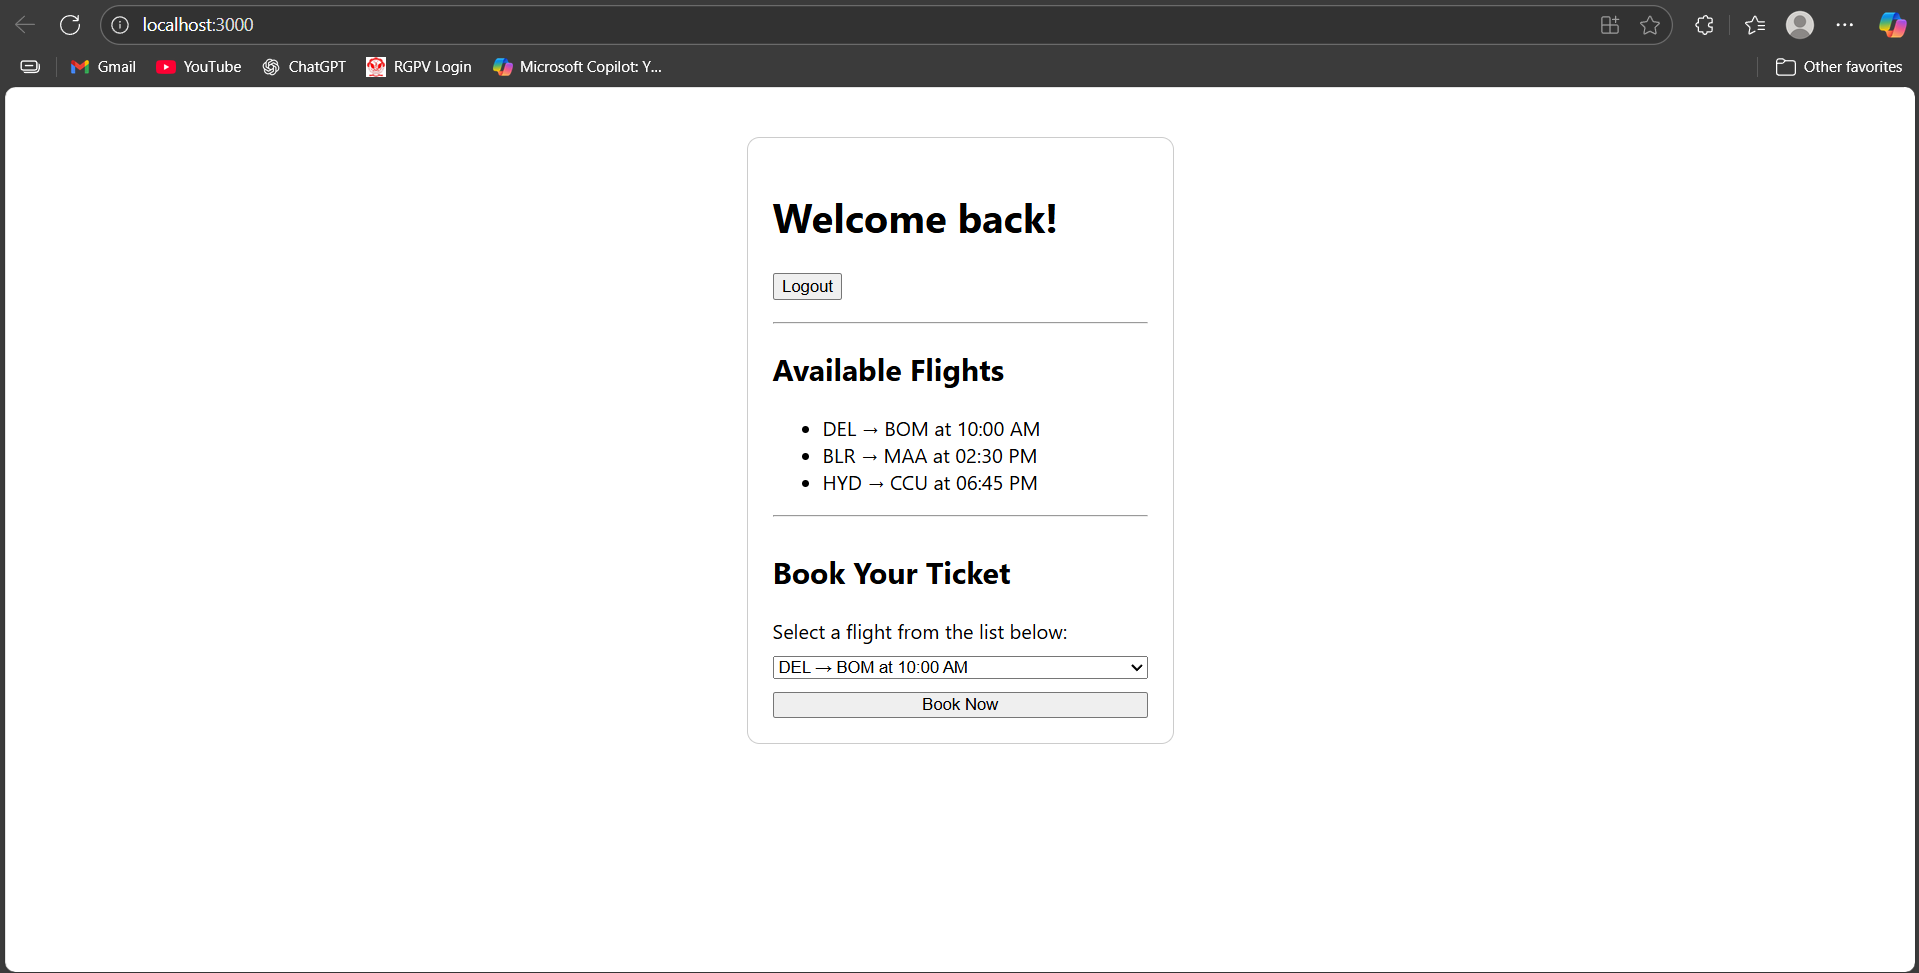 localhost:3000
Gmail YouTube ChatGPT RGPV Login Microsoft Copilot: Y... Other favorites
Welcome back!
Logout
Available Flights
• DEL → BOM at 10:00 AM
• BLR → MAA at 02:30 PM
• HYD → CCU at 06:45 PM
Book Your Ticket
Select a flight from the list below:
DEL → BOM at 10:00 AM
Book Now